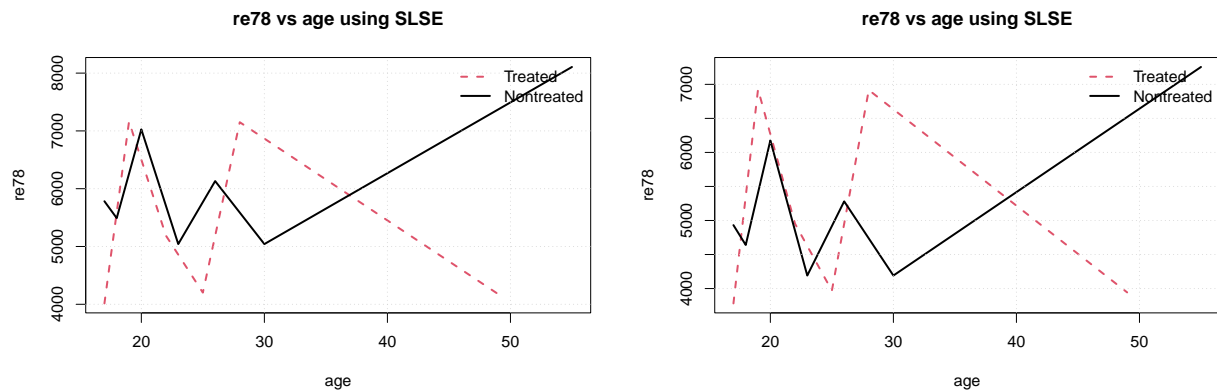 re78 vs age using SLSE
re78
8000
7000
6000
5000
4000
Treated
Nontreated
20
30
40
50
age
re78 vs age using SLSE
re78
7000
6000
5000
4000
Treated
Nontreated
20
30
40
50
age